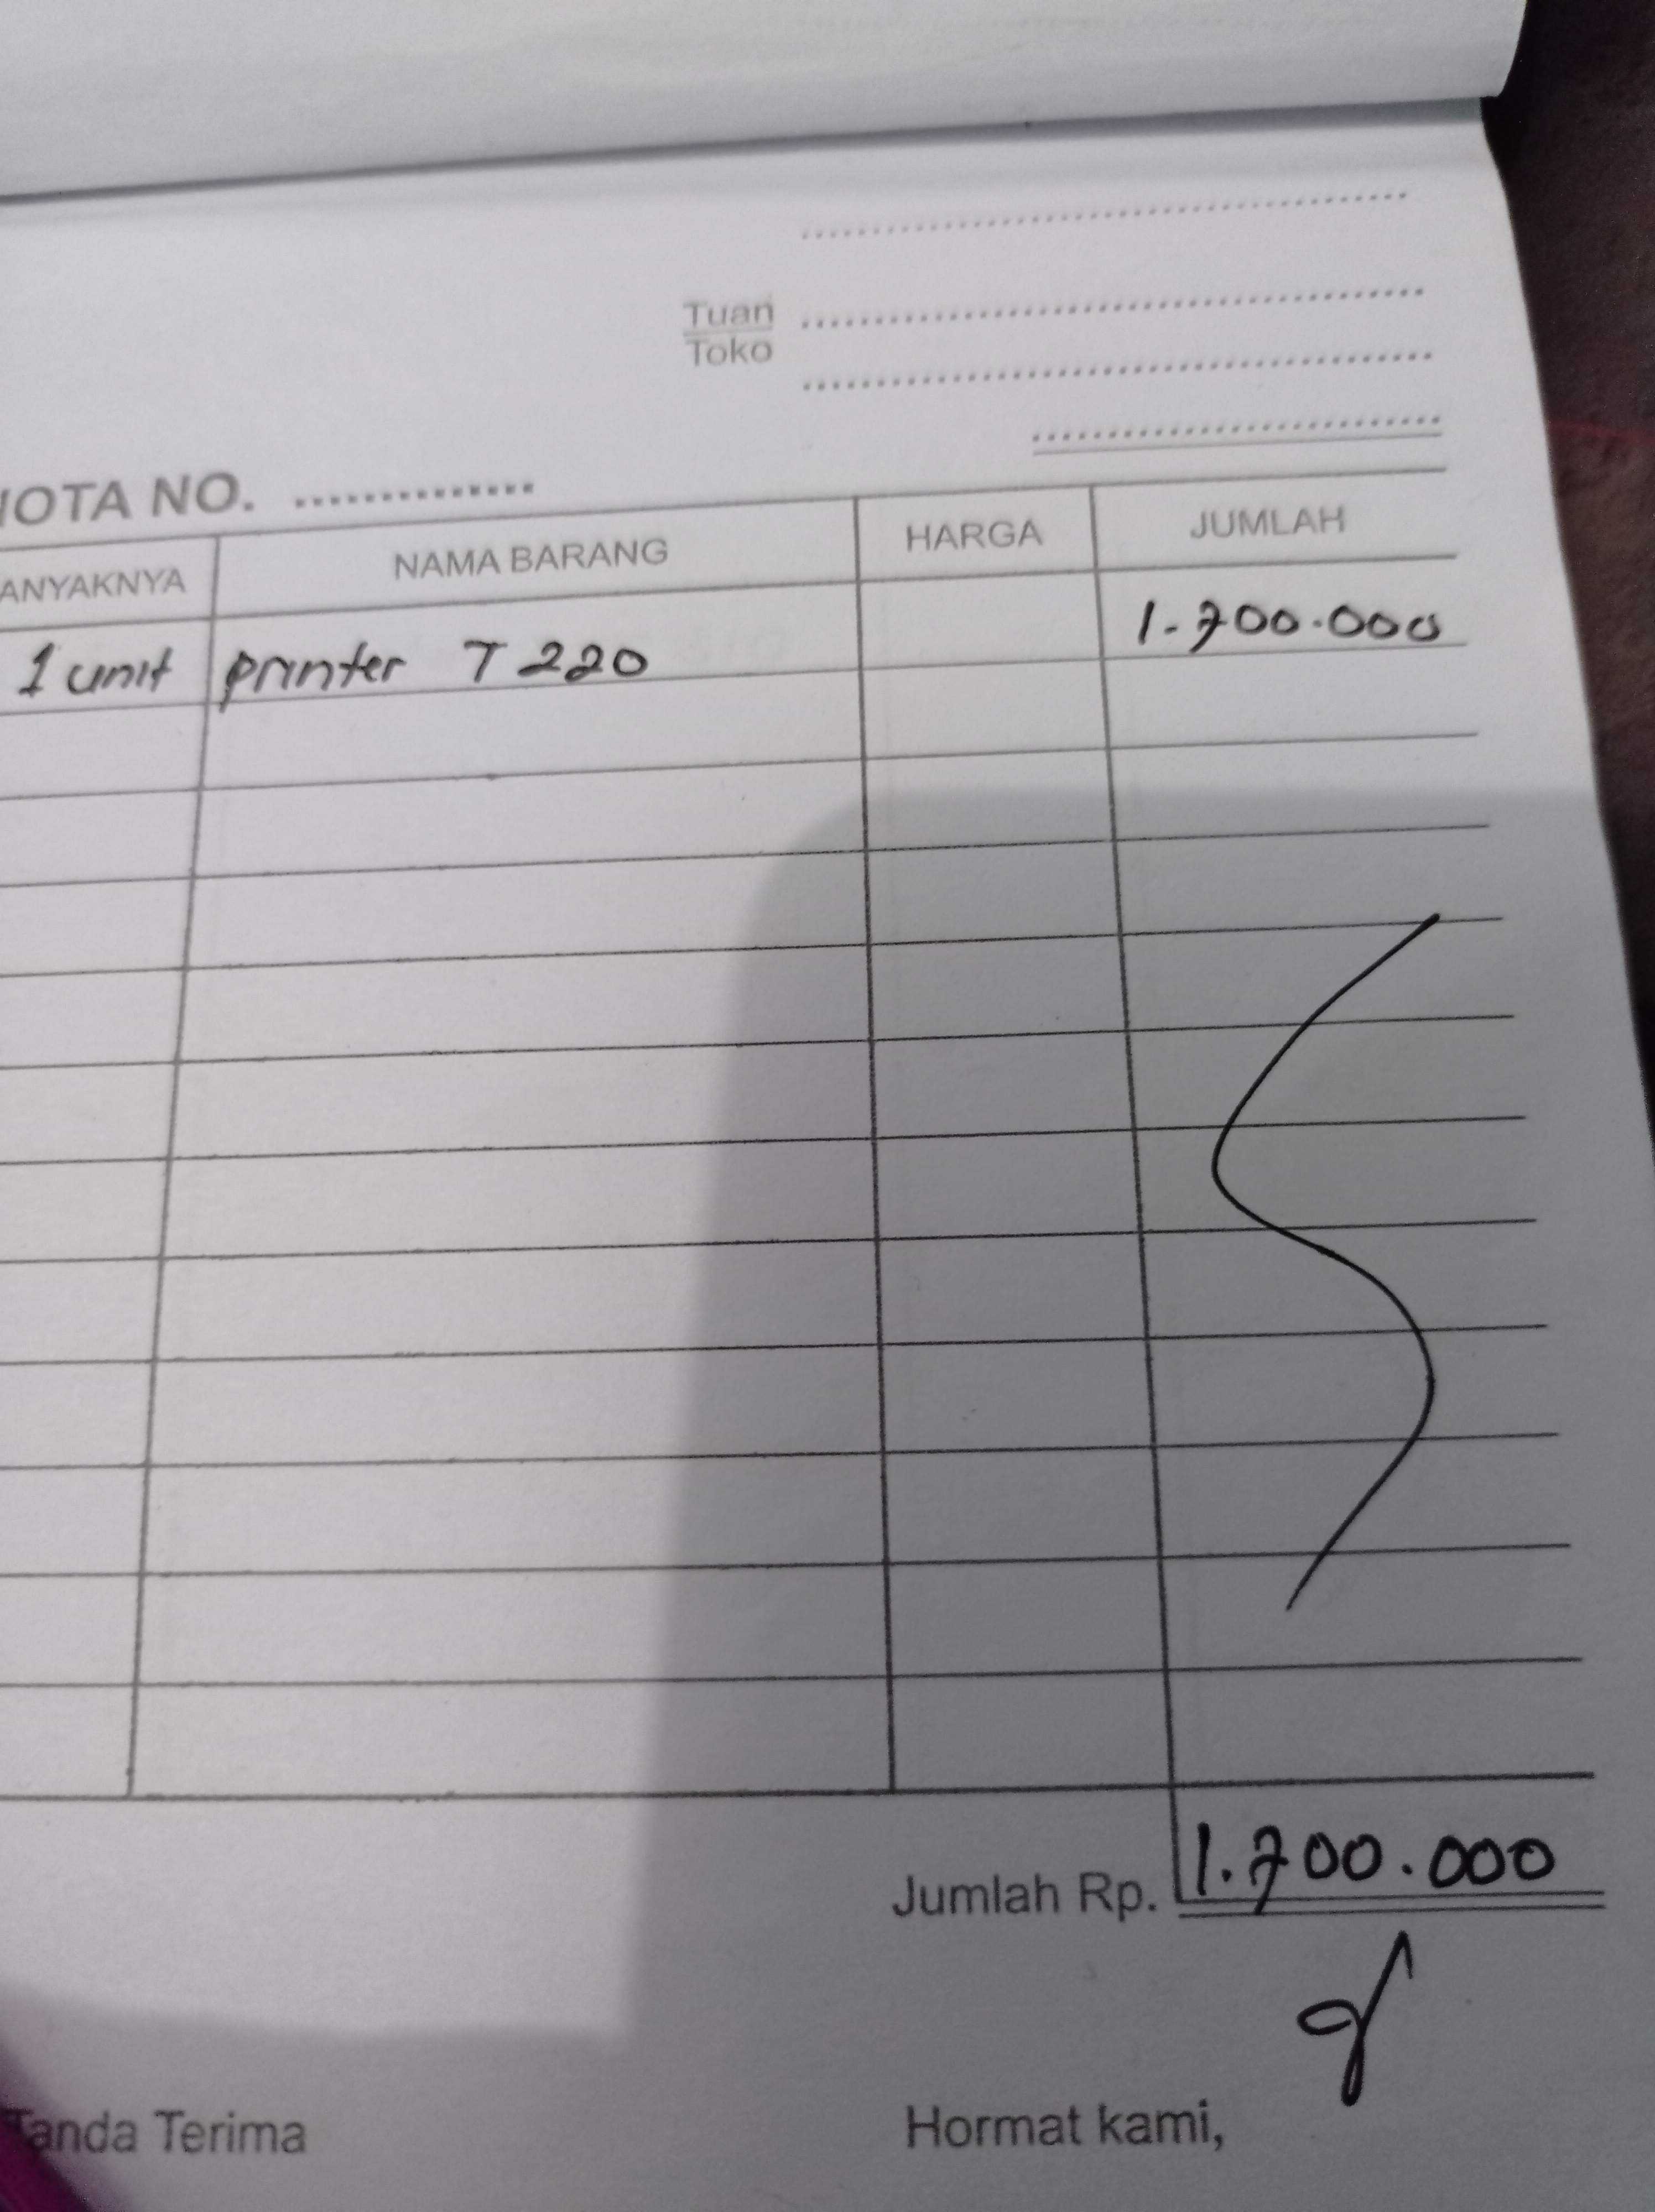 Tuan
Toko
NOTA NO. ..............
ANYAKNYA NAMA BARANG HARGA JUMLAH
1 unit printer T 220 1.700.000
Jumlah Rp. 1.700.000
Tanda Terima Hormat kami,